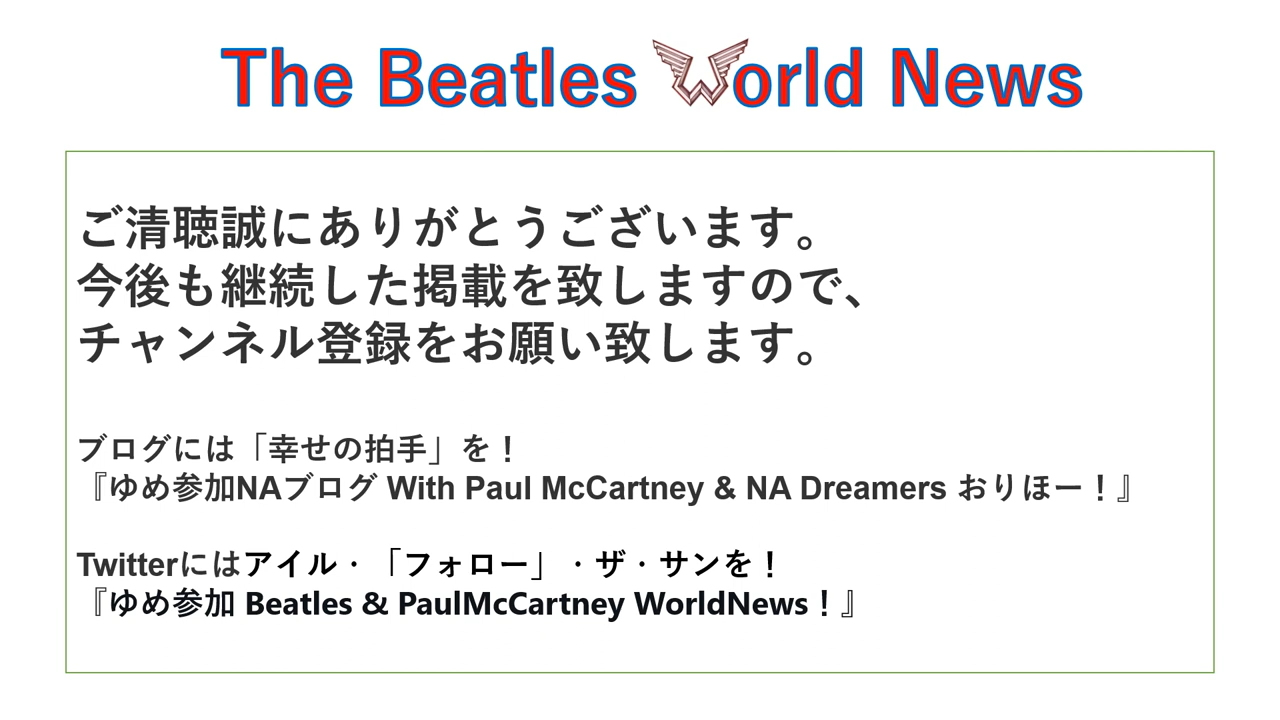 The Beatles World News
ご清聴誠にありがとうございます。
今後も継続した掲載を致しますので、
チャンネル登録をお願い致します。
ブログには「幸せの拍手」を！
『ゆめ参加NAブログ With Paul McCartney & NA Dreamers おりほー！』
Twitterにはアイル・「フォロー」・ザ・サンを！
『ゆめ参加 Beatles & PaulMcCartney WorldNews！』